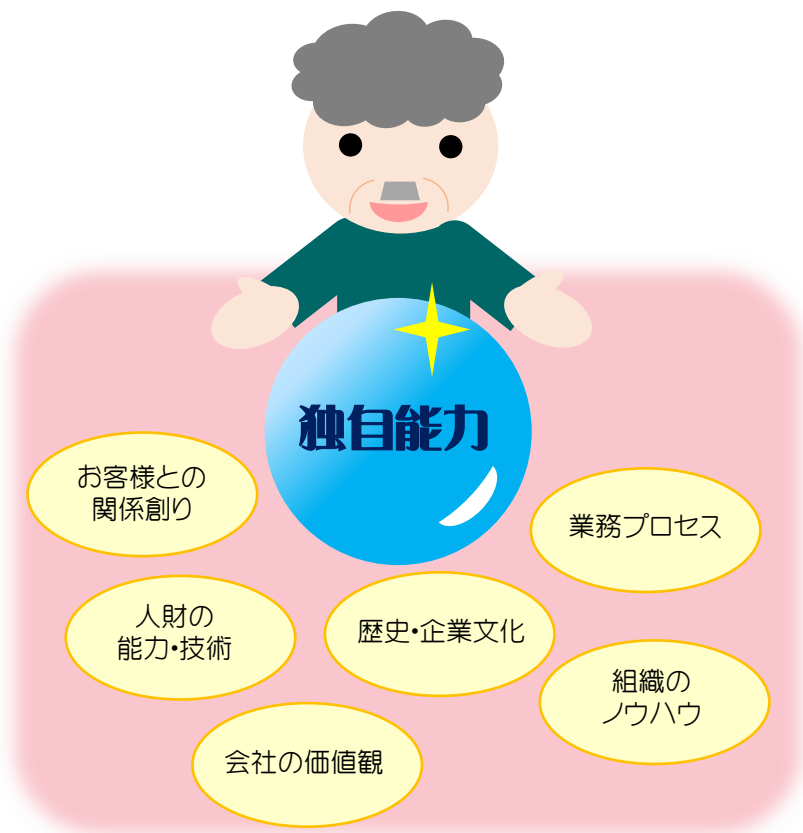 独自能力
お客様との
関係創り
業務プロセス
人財の
能力・技術
歴史・企業文化
組織の
ノウハウ
会社の価値観